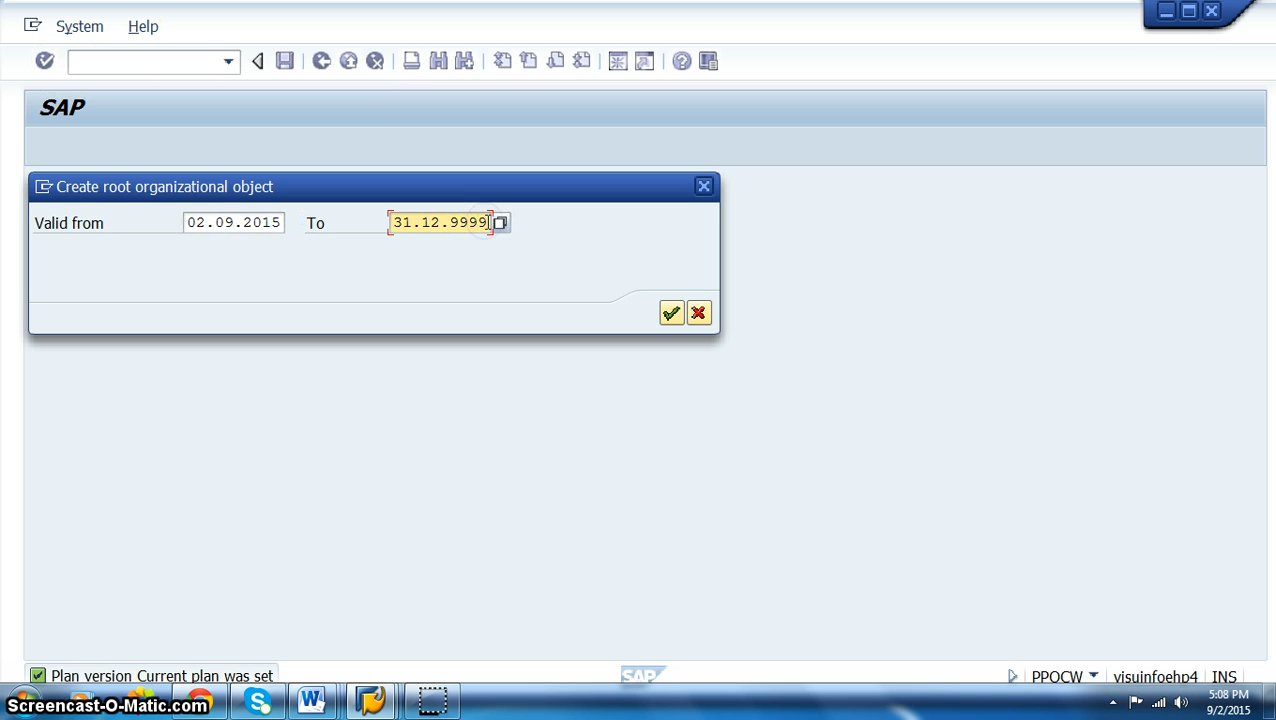 System Help
SAP
Create root organizational object
Valid from 02.09.2015 To 31.12.9999
Plan version Current plan was set
SAP
PPOCW visuinfoehp4 INS
5:08 PM
9/2/2015
Screencast-O-Matic.com